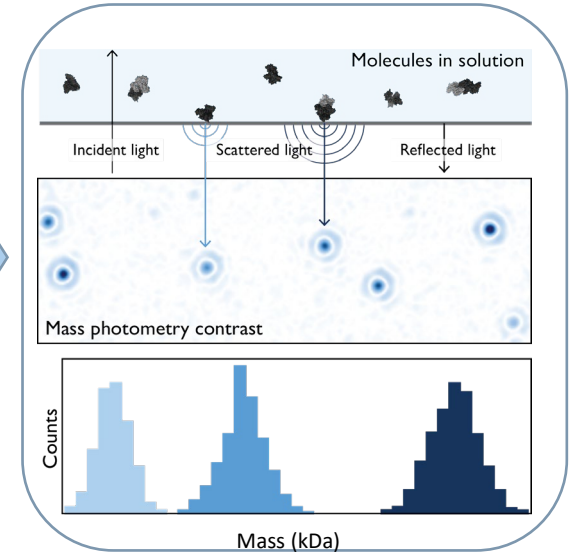 Molecules in solution
Incident light
Scattered light
Reflected light
Mass photometry contrast
Counts
Mass (kDa)